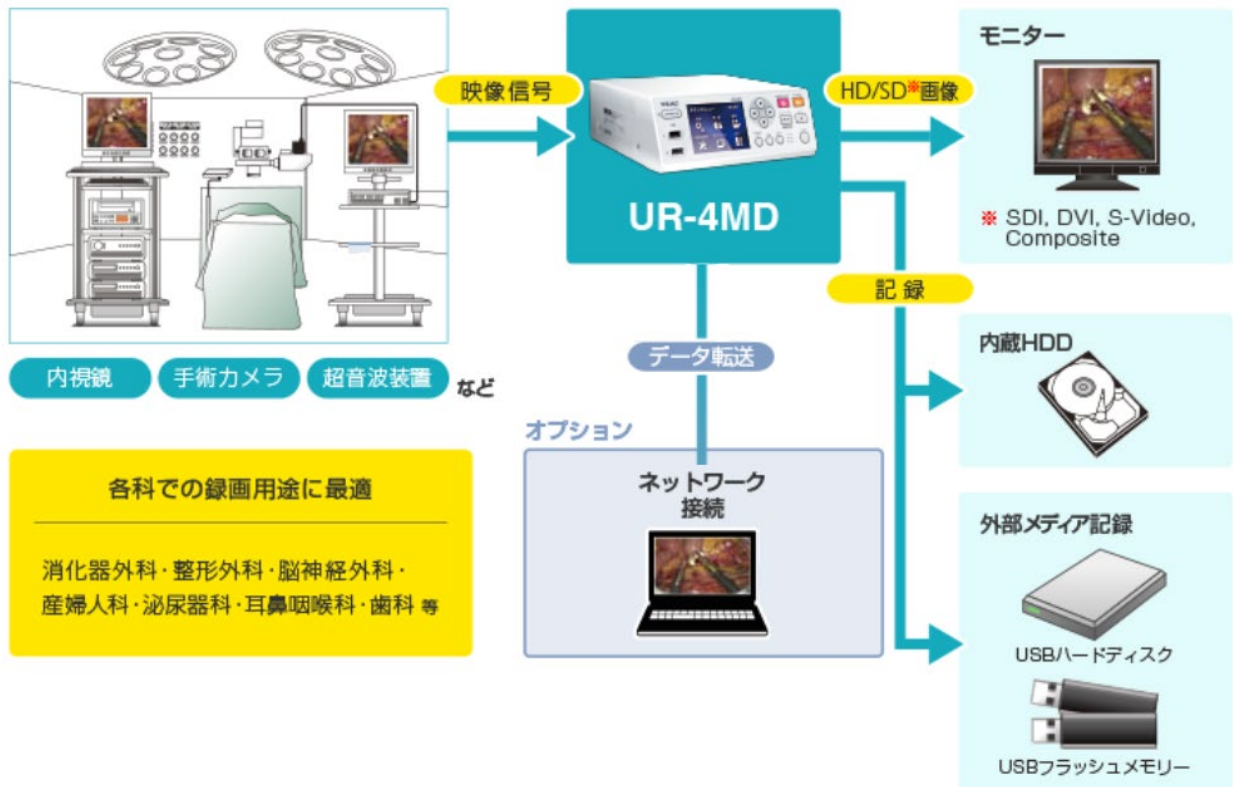 映像信号
TEAC
UR-4MD
HD/SD※画像
モニター
※ SDI, DVI, S-Video,
Composite
記録
内蔵HDD
外部メディア記録
USBハードディスク
USBフラッシュメモリー
データ転送
オプション
ネットワーク
接続
内視鏡 手術カメラ 超音波装置 など
各科での録画用途に最適
消化器外科・整形外科・脳神経外科・
産婦人科・泌尿器科・耳鼻咽喉科・歯科 等